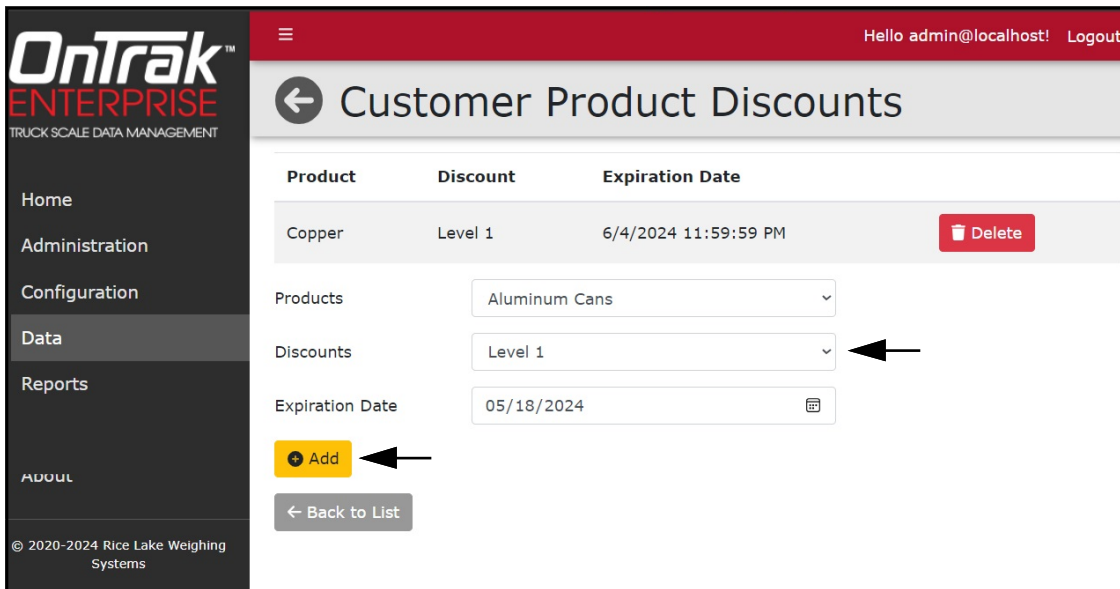 OnTrak™
ENTERPRISE
TRUCK SCALE DATA MANAGEMENT
Home
Administration
Configuration
Data
Reports
About
© 2020-2024 Rice Lake Weighing
Systems
Hello admin@localhost! Logout
Customer Product Discounts
Product Discount Expiration Date
Copper Level 1 6/4/2024 11:59:59 PM Delete
Products Aluminum Cans
Discounts Level 1
Expiration Date 05/18/2024
Add
Back to List